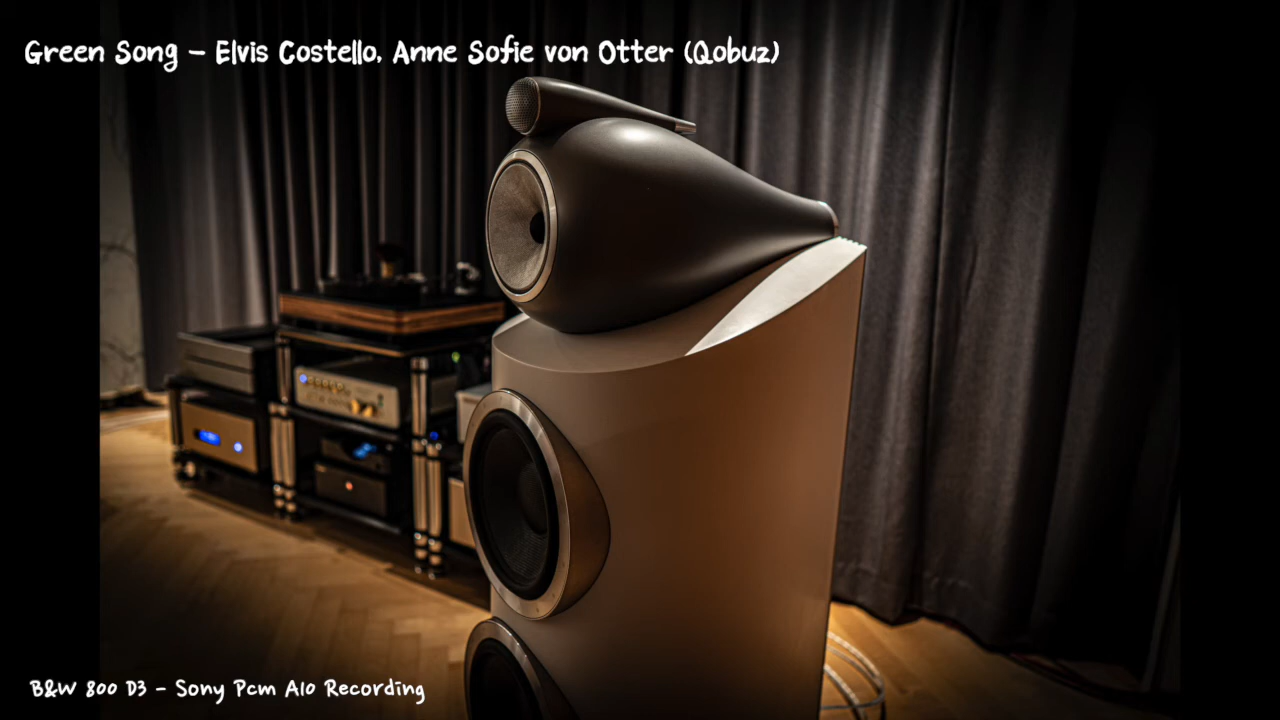 Green Song - Elvis Costello, Anne Sofie von Otter (Qobuz)
B&W 800 D3 - Sony Pcm A10 Recording